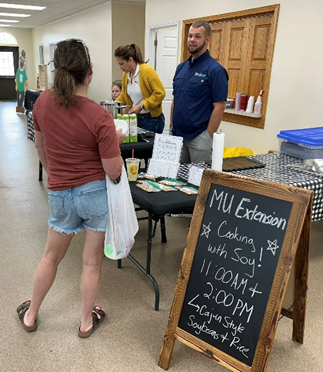 MU Extension
Cooking
with Soy!
11:00AM +
2:00PM
↳ Cajun Style
Soybeans + Rice